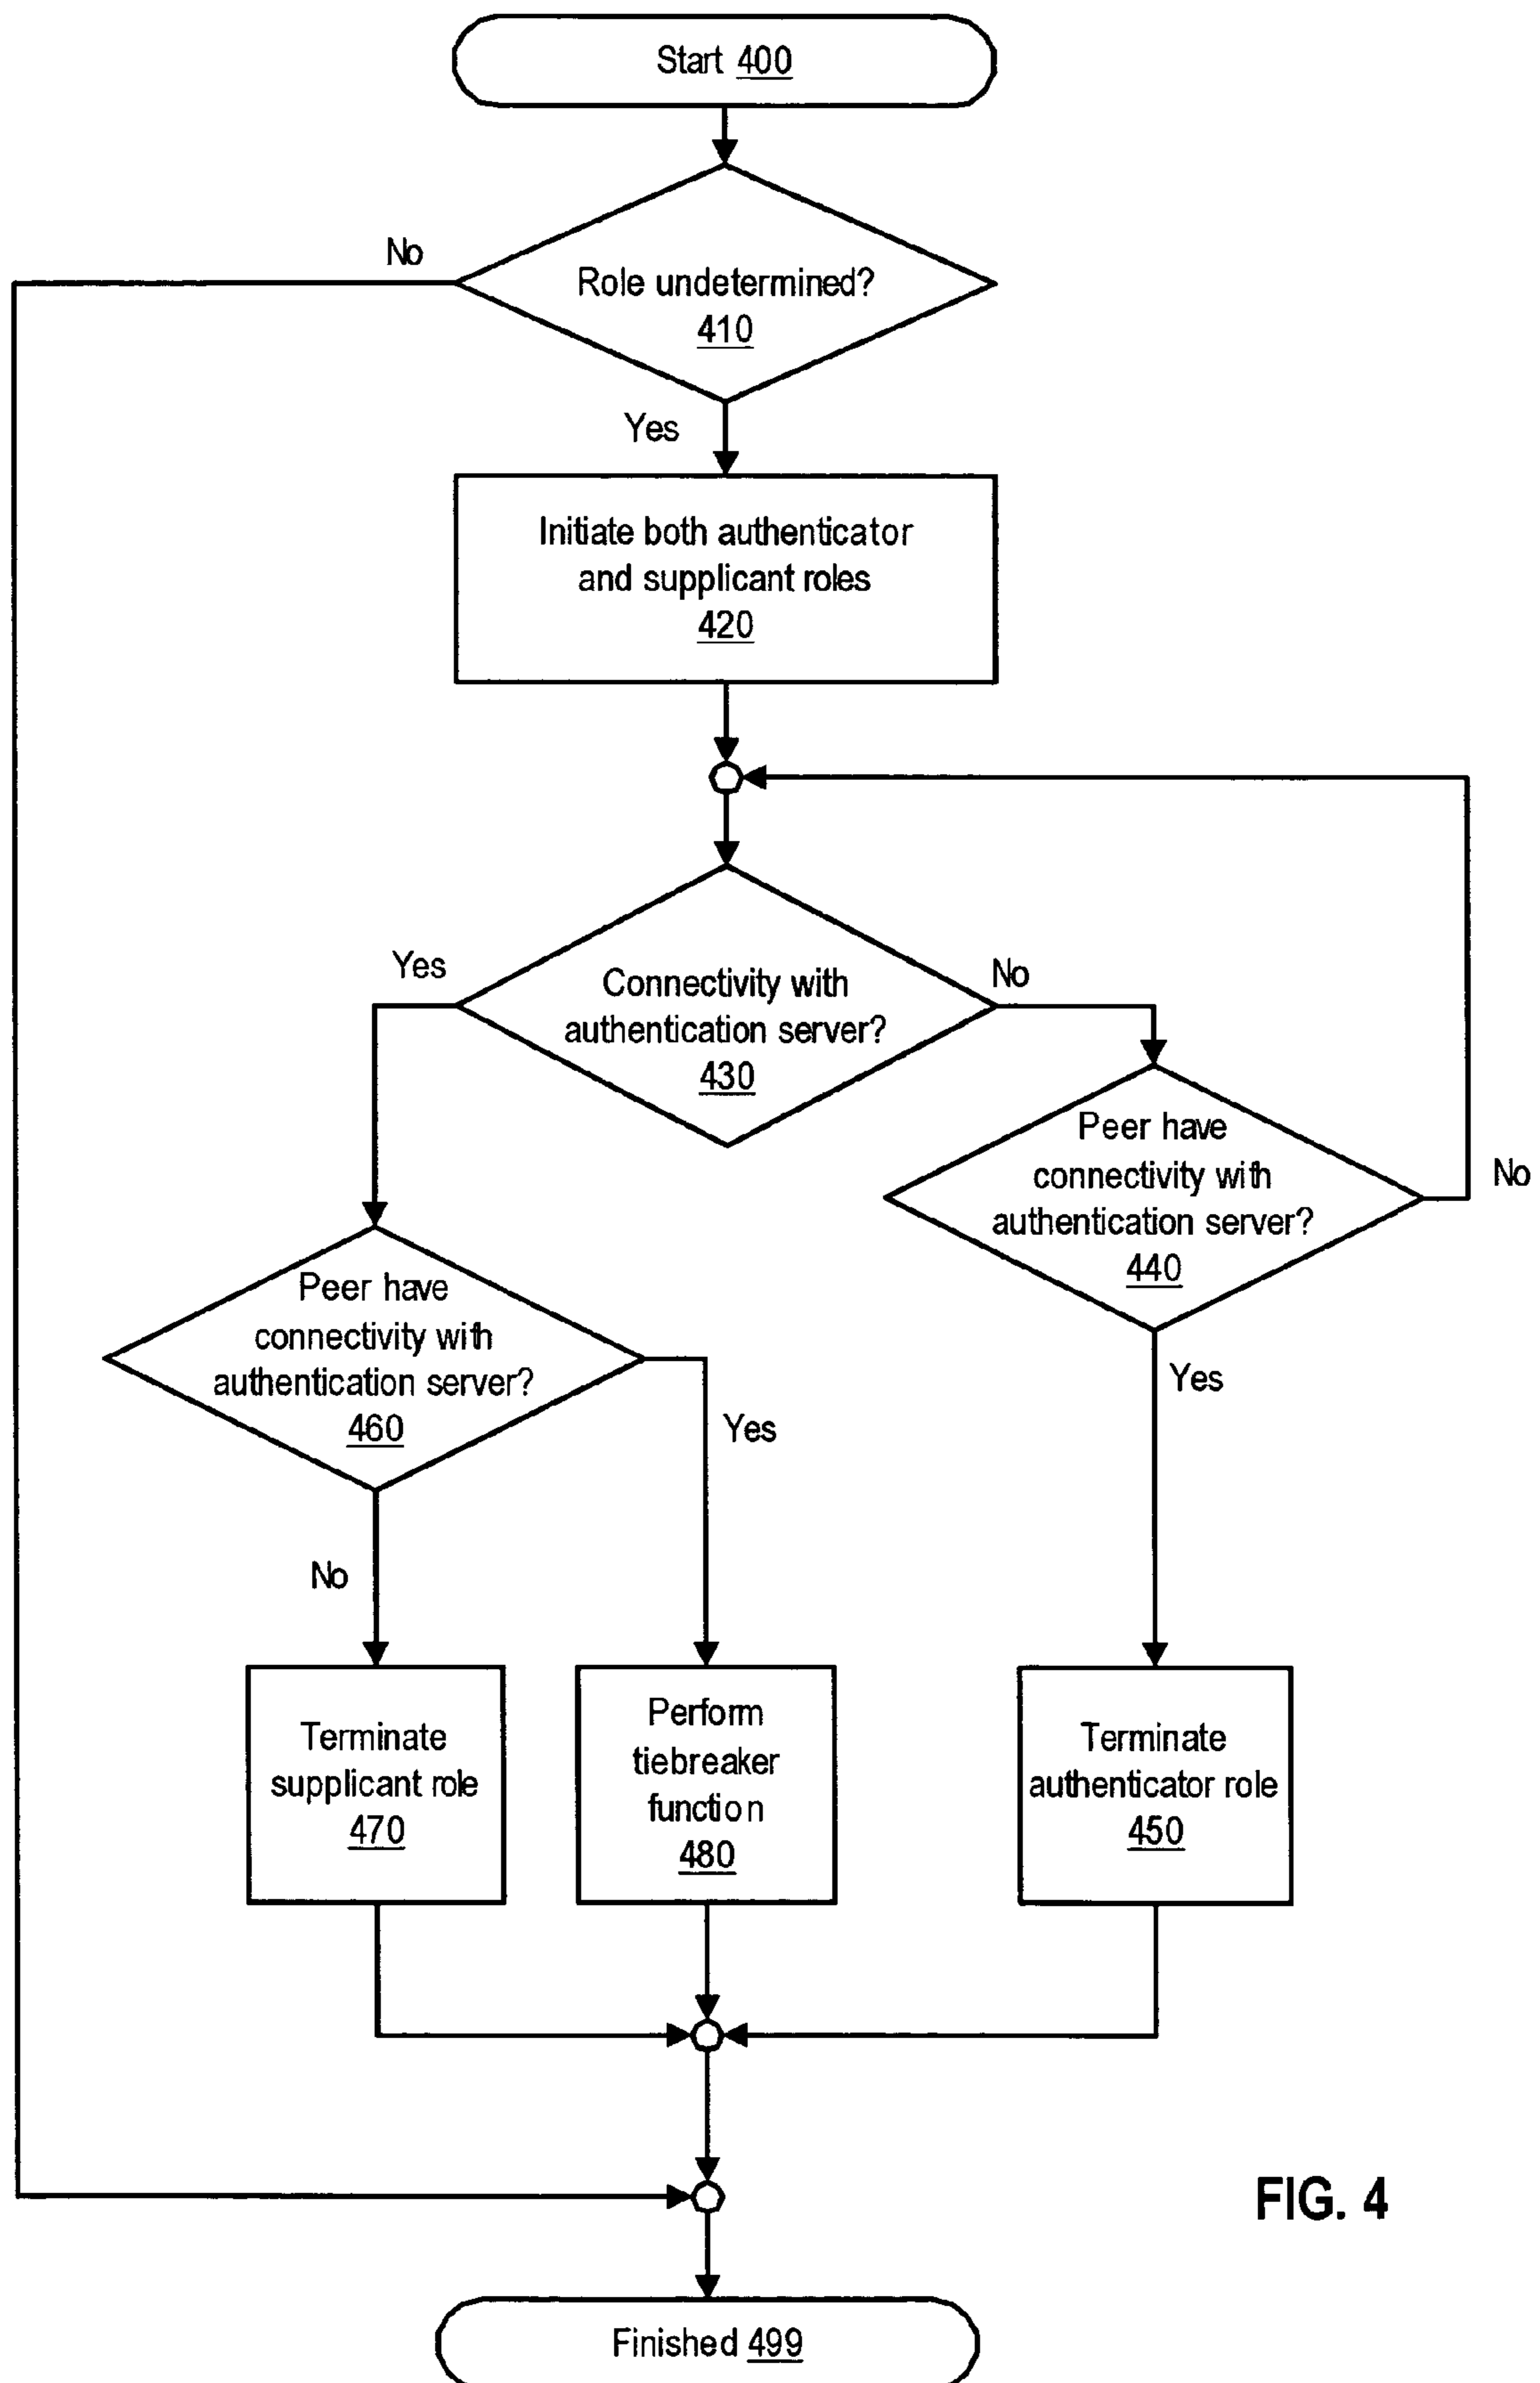 Start 400
No
Role undetermined?
410
Yes
Initiate both authenticator
and supplicant roles
420
Yes
Connectivity with
authentication server?
430
No
Peer have
connectivity with
authentication server?
440
No
Peer have
connectivity with
authentication server?
460
Yes
Yes
No
Terminate
supplicant role
470
Perform
tiebreaker
function
480
Terminate
authenticator role
450
FIG. 4
Finished 499